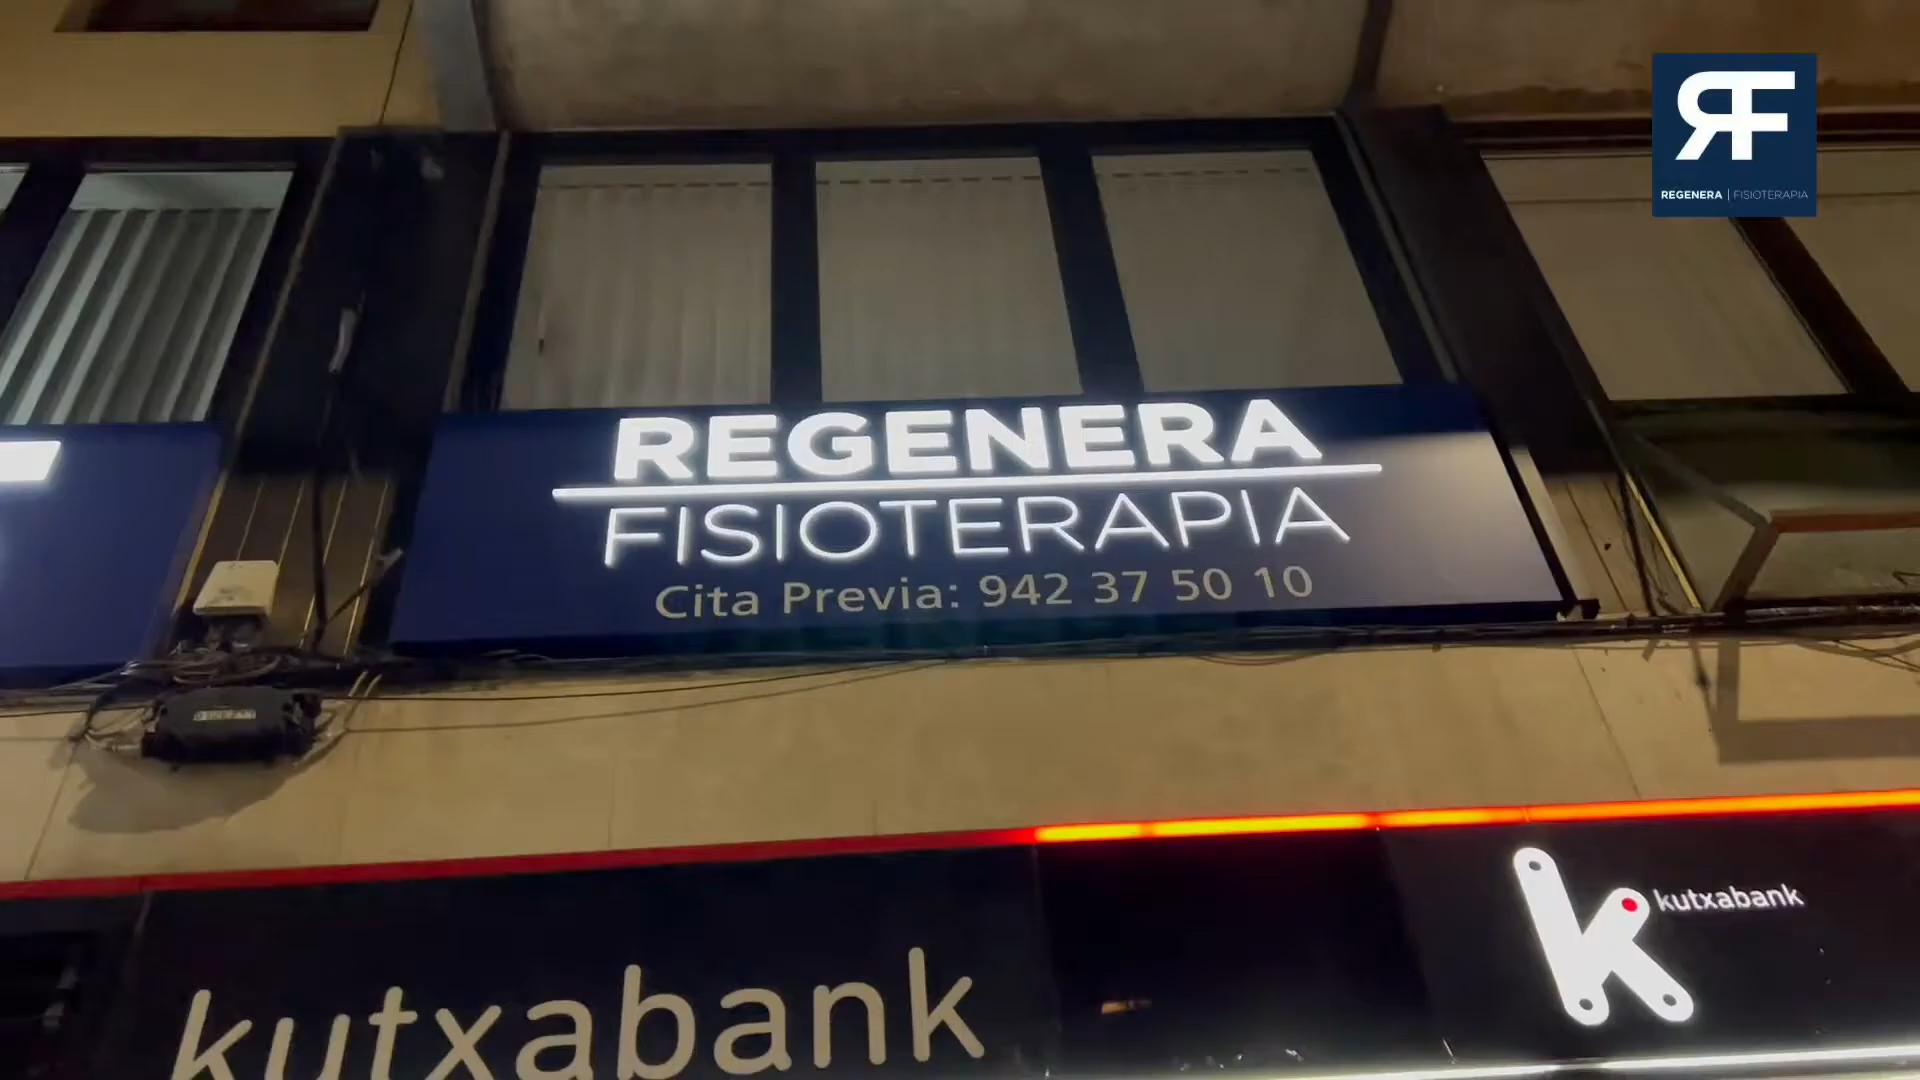 RF
REGENERA | FISIOTERAPIA
REGENERA
FISIOTERAPIA
Cita Previa: 942 37 50 10
kutxabank
k kutxabank